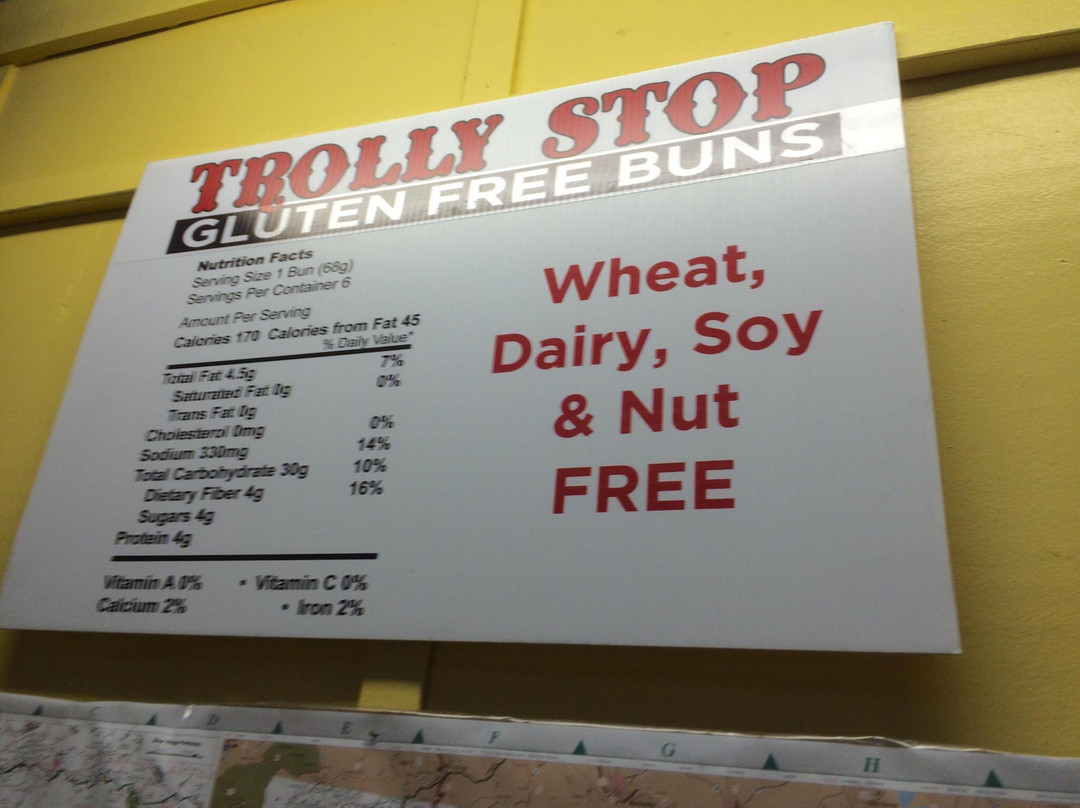 TROLLY STOP
GLUTEN FREE BUNS
Nutrition Facts
Serving Size 1 Bun (68g)
Servings Per Container 6
Amount Per Serving
Calories 170 Calories from Fat 45
% Daily Value*
Total Fat 4.5g 7%
Saturated Fat 0g 0%
Trans Fat 0g
Cholesterol 0mg 0%
Sodium 330mg 14%
Total Carbohydrate 30g 10%
Dietary Fiber 4g 16%
Sugars 4g
Protein 4g
Vitamin A 0% • Vitamin C 0%
Calcium 2% • Iron 2%
Wheat,
Dairy, Soy
& Nut
FREE
C D E F G H